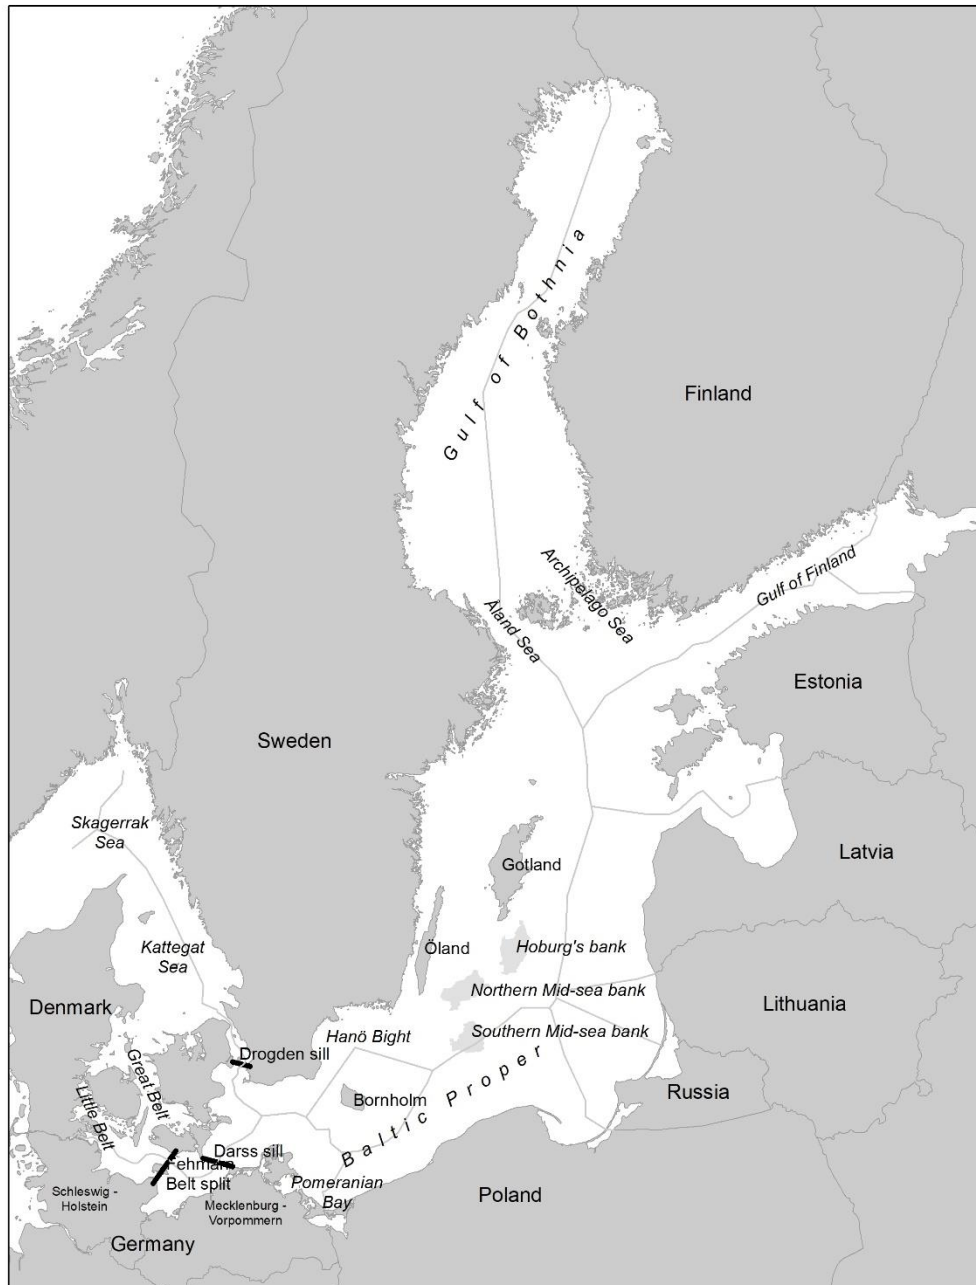 Gulf of Bothnia
Finland
Archipelago Sea
Gulf of Finland
Åland Sea
Estonia
Sweden
Skagerrak
Sea
Gotland
Latvia
Öland
Hoburg's bank
Kattegat
Sea
Northern Mid-sea bank
Denmark
Lithuania
Hanö Bight
Southern Mid-sea bank
Drogden sill
Great Belt
Little Belt
Bornholm
Russia
Baltic Proper
Darss sill
Fehmarn
Belt split
Pomeranian
Bay
Schleswig -
Holstein
Mecklenburg -
Vorpommern
Poland
Germany